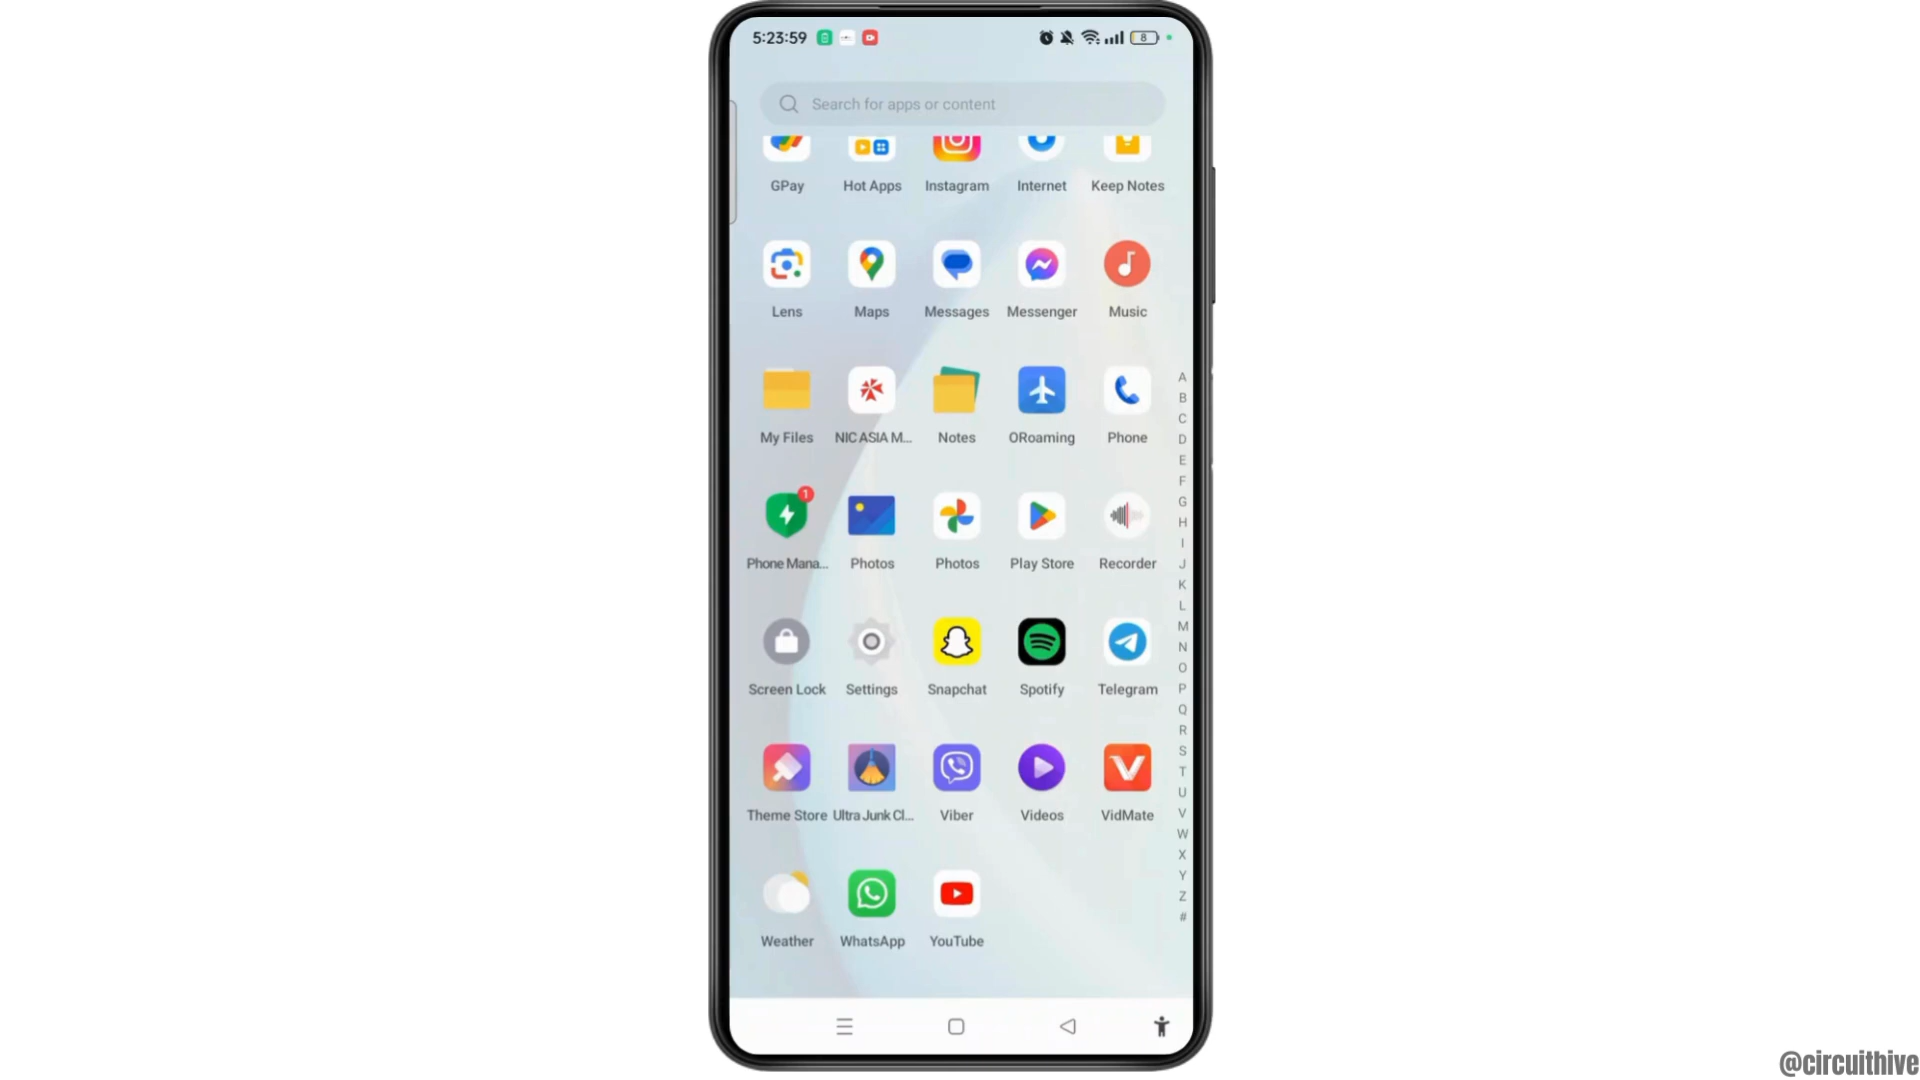 5:23:59
8
Search for apps or content
GPay Hot Apps Instagram Internet Keep Notes
Lens Maps Messages Messenger Music
My Files NIC ASIA M... Notes ORoaming Phone
1
Phone Mana... Photos Photos Play Store Recorder
Screen Lock Settings Snapchat Spotify Telegram
Theme Store Ultra Junk Cl... Viber Videos VidMate
Weather WhatsApp YouTube
A
B
C
D
E
F
G
H
I
J
K
L
M
N
O
P
Q
R
S
T
U
V
W
X
Y
Z
#
@circuithive